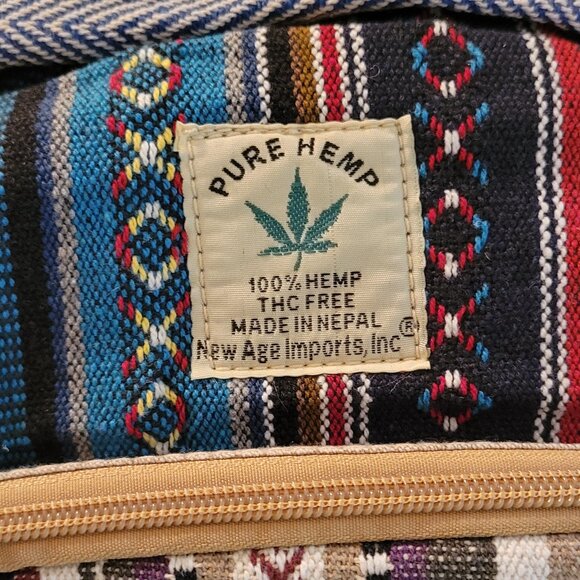 PURE HEMP
100% HEMP
THC FREE
MADE IN NEPAL
New Age Imports, Inc®